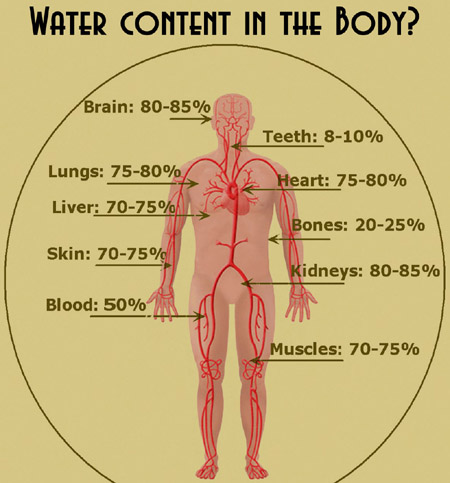 Water content in the Body?
Brain: 80-85%
Teeth: 8-10%
Lungs: 75-80%
Heart: 75-80%
Liver: 70-75%
Bones: 20-25%
Skin: 70-75%
Kidneys: 80-85%
Blood: 50%
Muscles: 70-75%